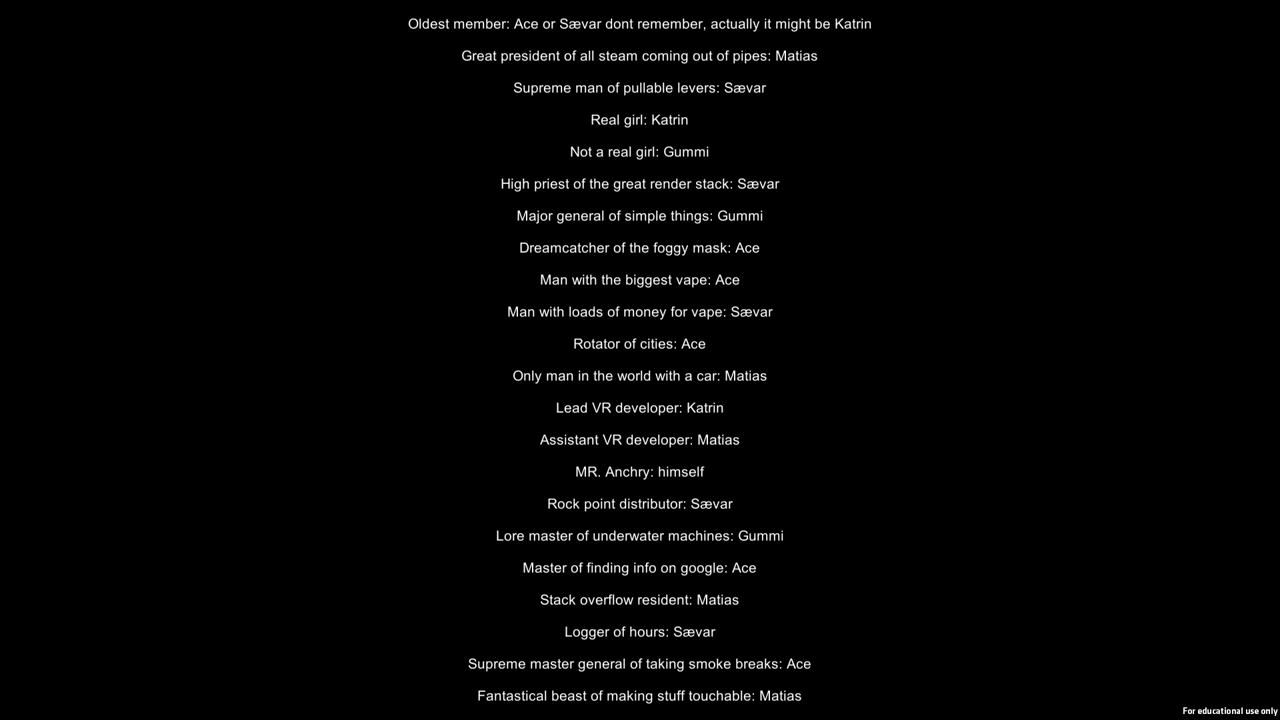 Oldest member: Ace or Sævar dont remember, actually it might be Katrin
Great president of all steam coming out of pipes: Matias
Supreme man of pullable levers: Sævar
Real girl: Katrin
Not a real girl: Gummi
High priest of the great render stack: Sævar
Major general of simple things: Gummi
Dreamcatcher of the foggy mask: Ace
Man with the biggest vape: Ace
Man with loads of money for vape: Sævar
Rotator of cities: Ace
Only man in the world with a car: Matias
Lead VR developer: Katrin
Assistant VR developer: Matias
MR. Anchry: himself
Rock point distributor: Sævar
Lore master of underwater machines: Gummi
Master of finding info on google: Ace
Stack overflow resident: Matias
Logger of hours: Sævar
Supreme master general of taking smoke breaks: Ace
Fantastical beast of making stuff touchable: Matias
For educational use only